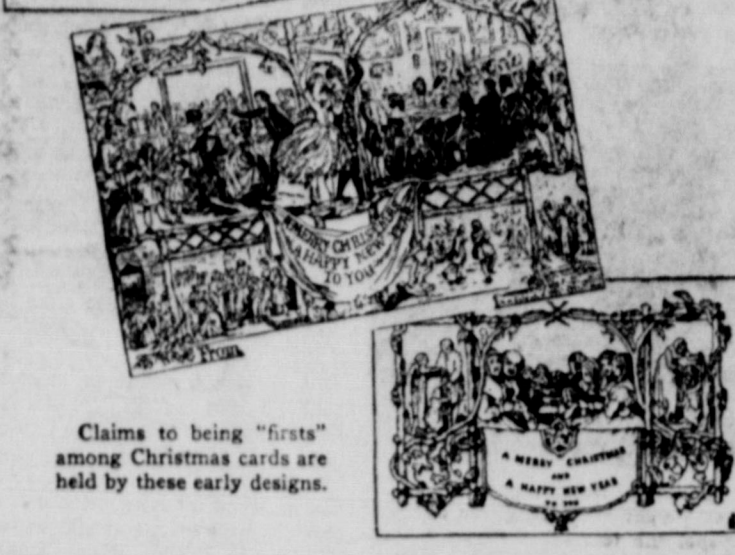 To
A MERRY CHRISTMAS
A HAPPY NEW YEAR
TO YOU
From
Claims to being "firsts"
among Christmas cards are
held by these early designs.
A MERRY CHRISTMAS
AND
A HAPPY NEW YEAR
TO YOU